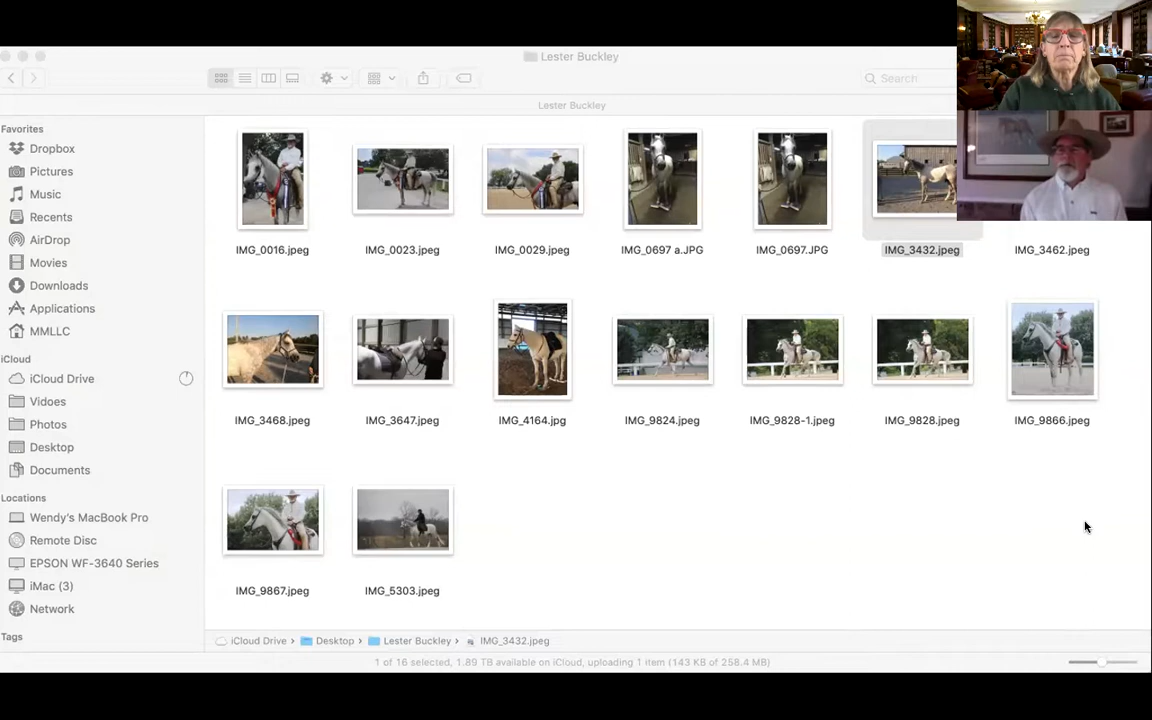 Lester Buckley
Search
Lester Buckley
Favorites
Dropbox
Pictures
Music
Recents
AirDrop
Movies
Downloads
Applications
MMLLC
iCloud
iCloud Drive
Vidoes
Photos
Desktop
Documents
Locations
Wendy's MacBook Pro
Remote Disc
EPSON WF-3640 Series
iMac (3)
Network
Tags
IMG_0016.jpeg
IMG_0023.jpeg
IMG_0029.jpeg
IMG_0697 a.JPG
IMG_0697.JPG
IMG_3432.jpeg
IMG_3462.jpeg
IMG_3468.jpeg
IMG_3647.jpeg
IMG_4164.jpg
IMG_9824.jpeg
IMG_9828-1.jpeg
IMG_9828.jpeg
IMG_9866.jpeg
IMG_9867.jpeg
IMG_5303.jpeg
iCloud Drive › Desktop › Lester Buckley › IMG_3432.jpeg
1 of 16 selected, 1.89 TB available on iCloud, uploading 1 item (143 KB of 258.4 MB)